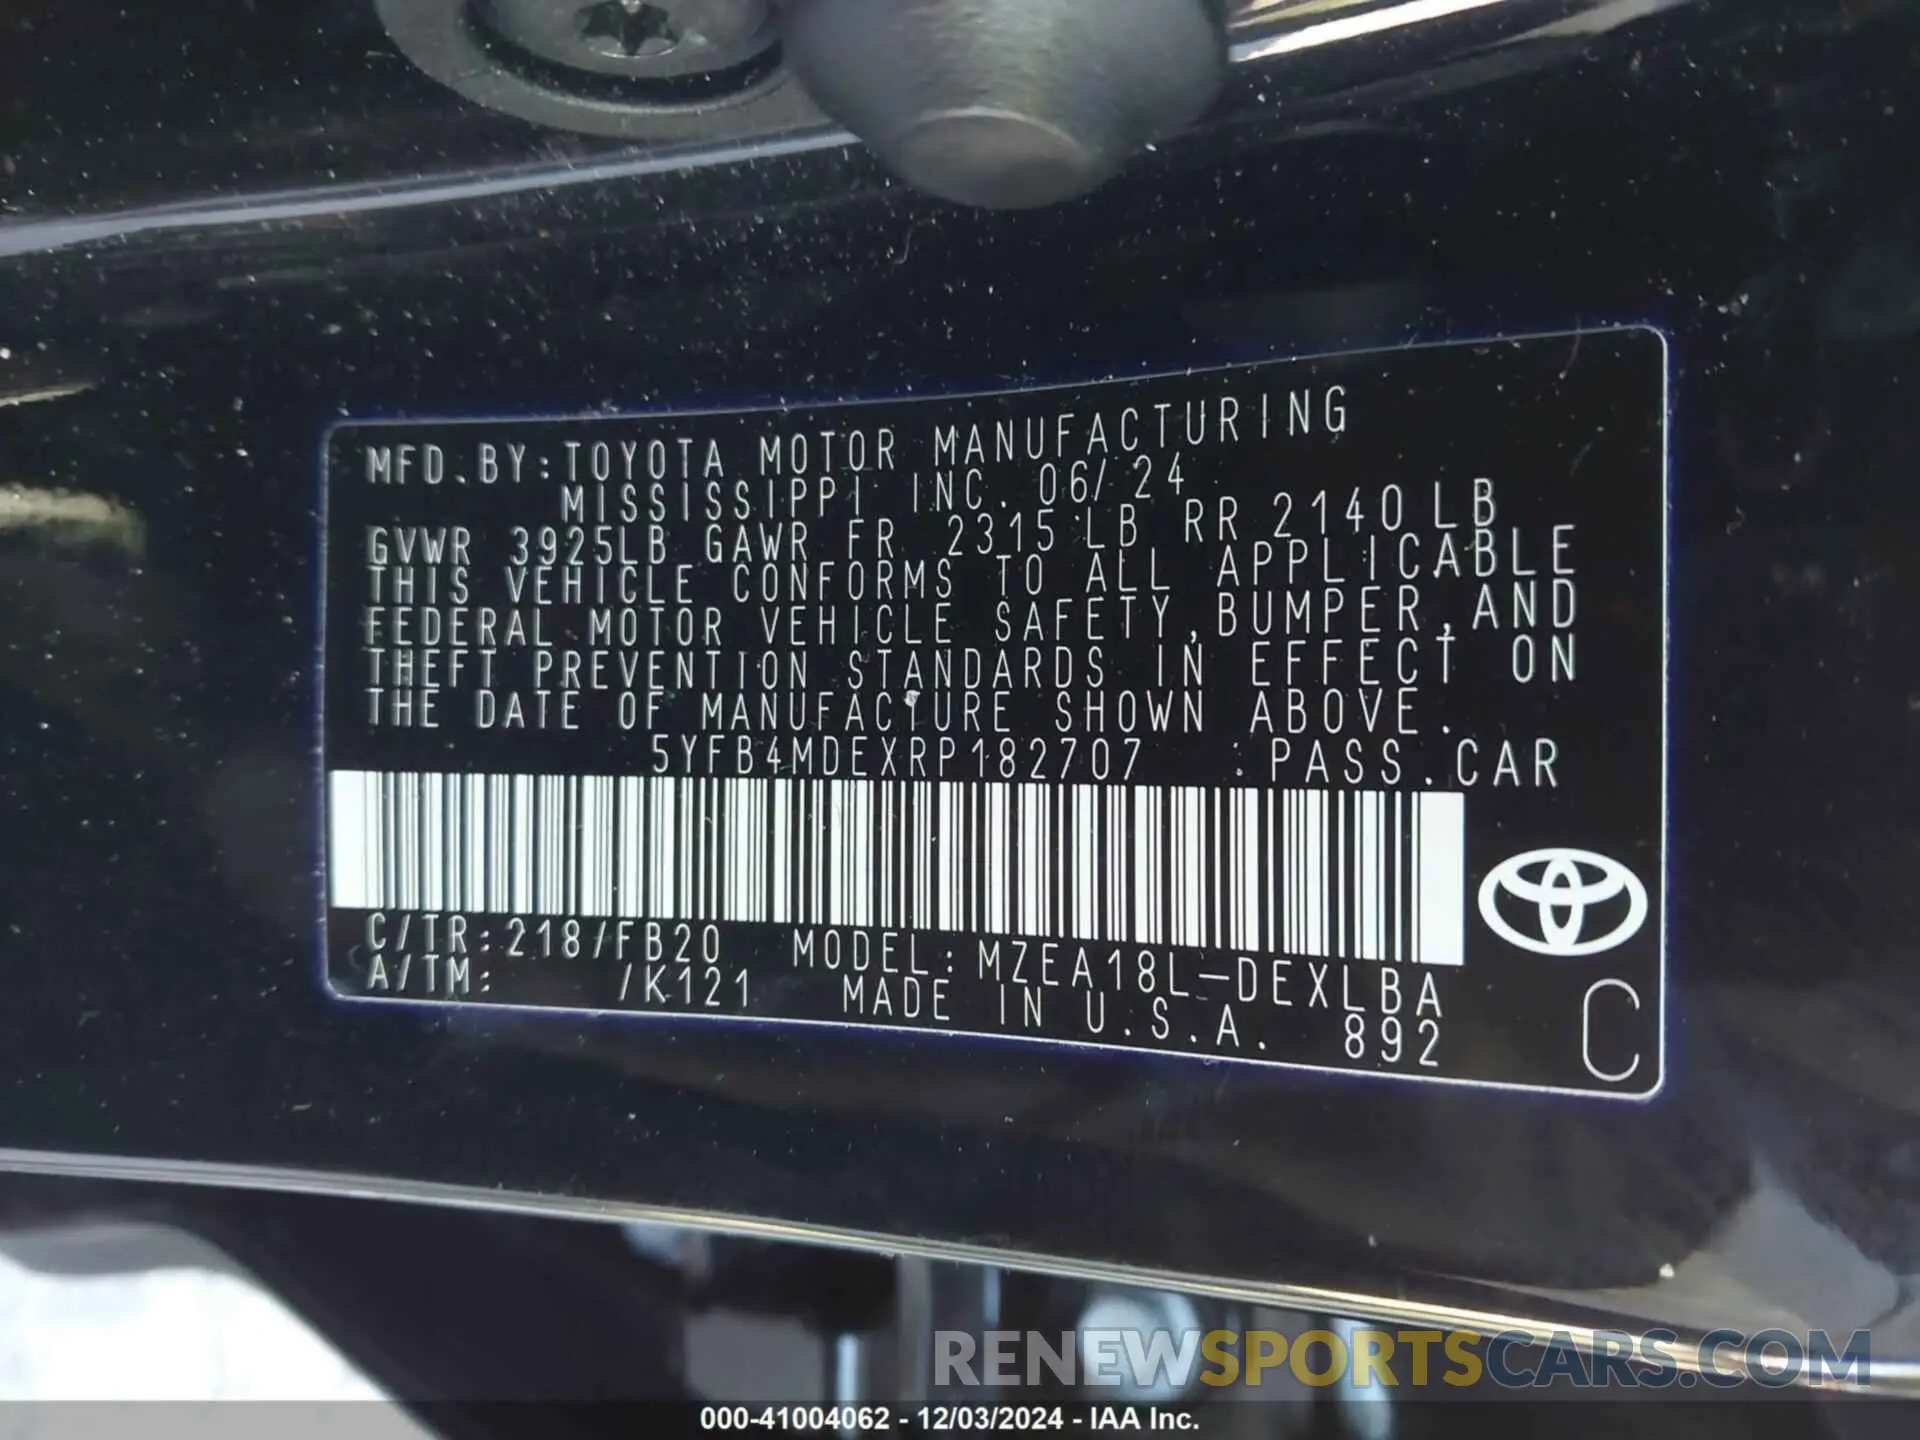 MFD.BY:TOYOTA MOTOR MANUFACTURING
MISSISSIPPI INC. 06/24
GVWR 3925LB GAWR FR 2315 LB RR 2140LB
THIS VEHICLE CONFORMS TO ALL APPLICABLE
FEDERAL MOTOR VEHICLE SAFETY,BUMPER,AND
THEFT PREVENTION STANDARDS IN EFFECT ON
THE DATE OF MANUFACTURE SHOWN ABOVE.
5YFB4MDEXRP182707 :PASS.CAR
C/TR:218/FB20 MODEL:MZEA18L-DEXLBA
A/TM: /K121 MADE IN U.S.A. 892
C
RENEWSPORTSCARS.COM
000-41004062 - 12/03/2024 - IAA Inc.